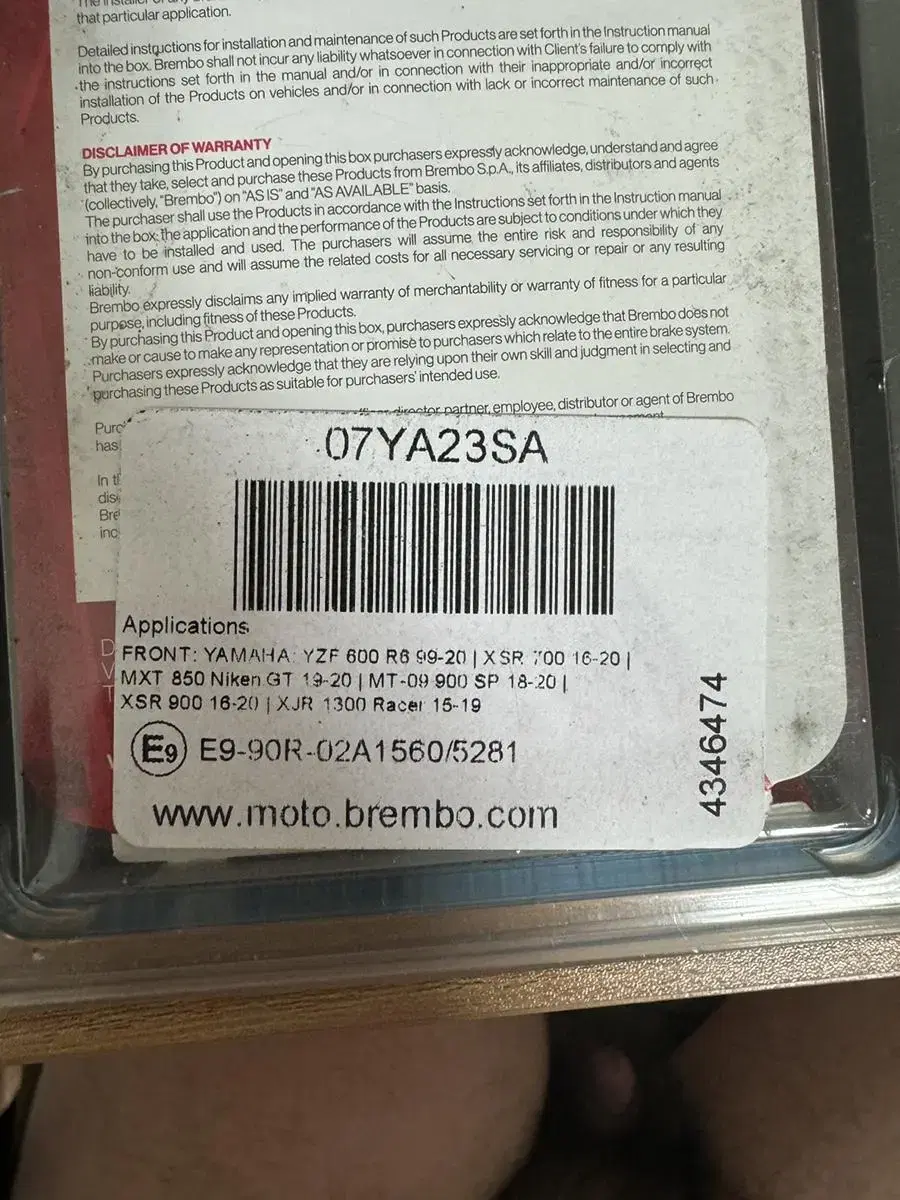 that particular application.
Detailed instructions for installation and maintenance of such Products are set forth in the Instruction manual
into the box. Brembo shall not incur any liability whatsoever in connection with Client's failure to comply with
the instructions set forth in the manual and/or in connection with their inappropriate and/or incorrect
installation of the Products on vehicles and/or in connection with lack or incorrect maintenance of such
Products.
DISCLAIMER OF WARRANTY
By purchasing this Product and opening this box purchasers expressly acknowledge, understand and agree
that they take, select and purchase these Products from Brembo S.p.A., its affiliates, distributors and agents
(collectively, "Brembo") on "AS IS" and "AS AVAILABLE" basis.
The purchaser shall use the Products in accordance with the Instructions set forth in the Instruction manual
into the box; the application and the performance of the Products are subject to conditions under which they
have to be installed and used. The purchasers will assume the entire risk and responsibility of any
non-conform use and will assume the related costs for all necessary servicing or repair or any resulting
liability.
Brembo expressly disclaims any implied warranty of merchantability or warranty of fitness for a particular
purpose, including fitness of these Products.
By purchasing this Product and opening this box, purchasers expressly acknowledge that Brembo does not
make or cause to make any representation or promise to purchasers which relate to the entire brake system.
Purchasers expressly acknowledge that they are relying upon their own skill and judgment in selecting and
purchasing these Products as suitable for purchasers' intended use.
director, partner, employee, distributor or agent of Brembo
Purc
has
In th
dis
Bre
inc
07YA23SA
Applications
FRONT: YAMAHA: YZF 600 R6 99-20 | XSR 700 16-20 |
MXT 850 Niken GT 19-20 | MT-09 900 SP 18-20 |
XSR 900 16-20 | XJR 1300 Racer 15-19
E9 E9-90R-02A1560/5281
www.moto.brembo.com
4346474